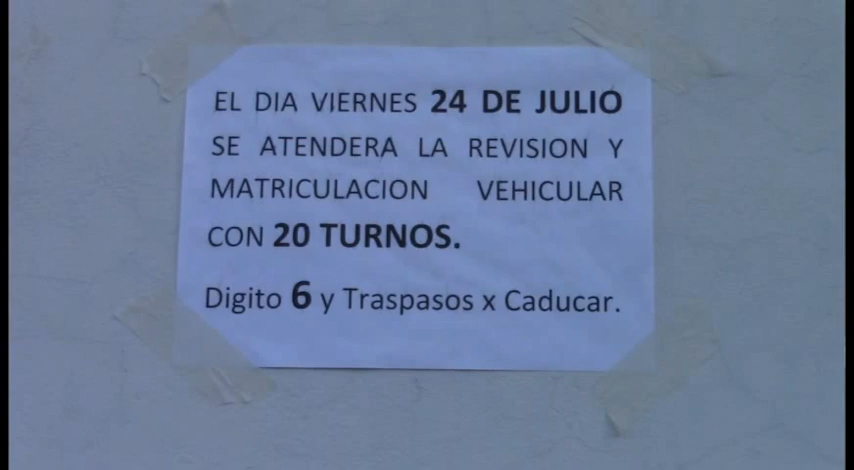 EL DIA VIERNES 24 DE JULIO
SE ATENDERA LA REVISION Y
MATRICULACION VEHICULAR
CON 20 TURNOS.
Digito 6 y Traspasos x Caducar.